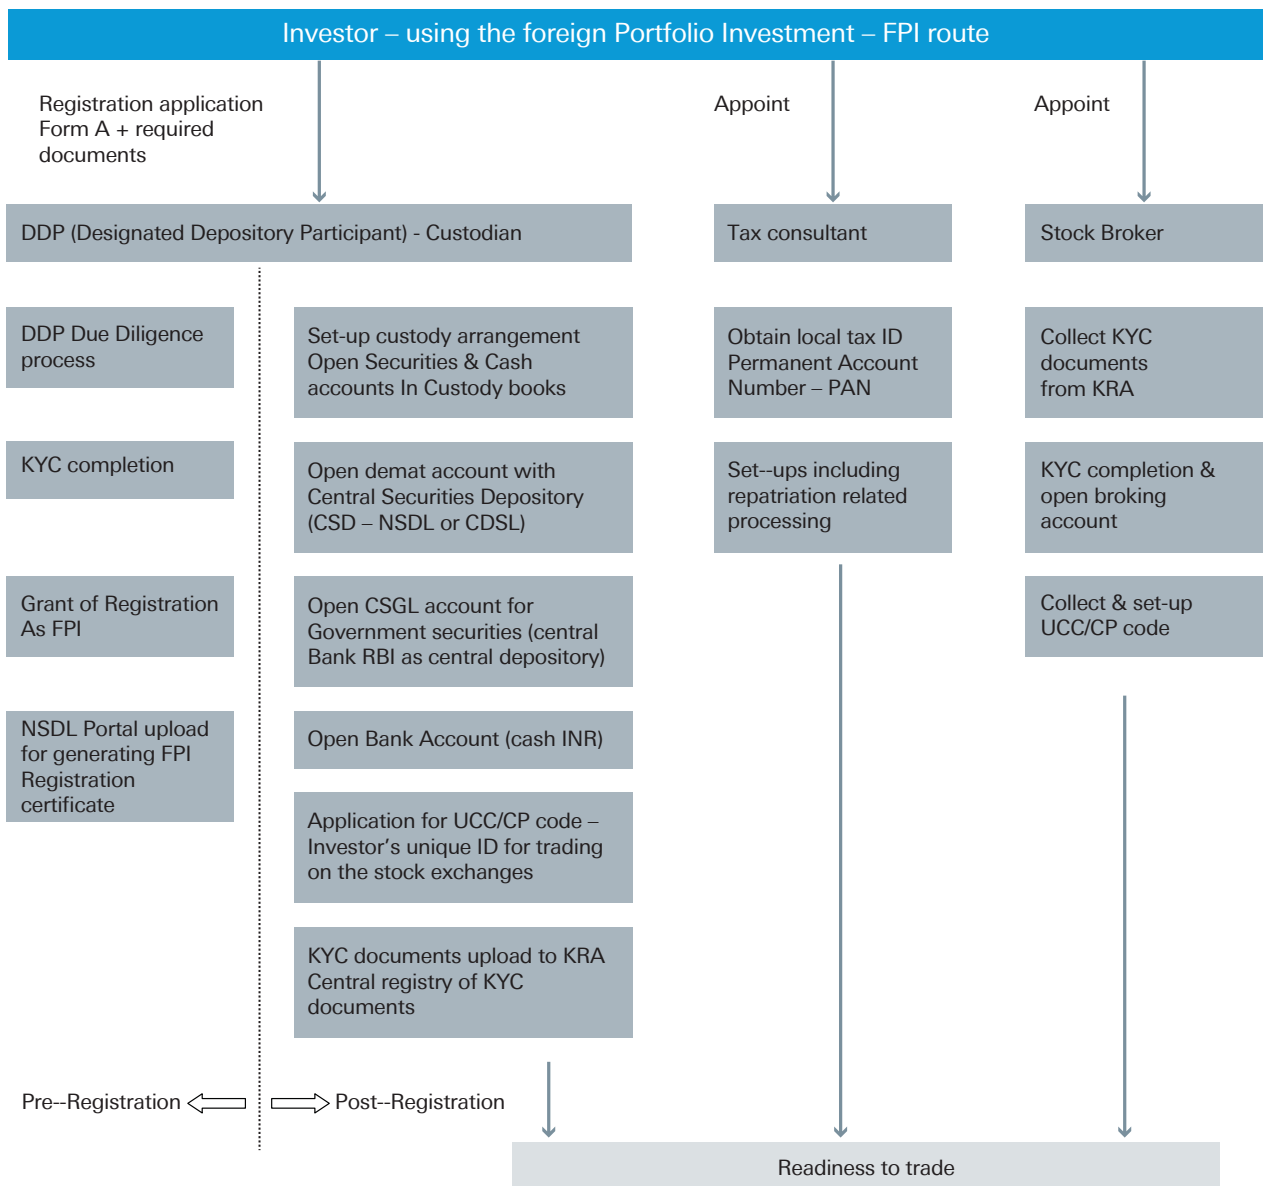 Investor – using the foreign Portfolio Investment – FPI route
Registration application
Form A + required
documents
Appoint
Appoint
DDP (Designated Depository Participant) - Custodian
Tax consultant
Stock Broker
DDP Due Diligence
process
KYC completion
Grant of Registration
As FPI
NSDL Portal upload
for generating FPI
Registration
certificate
Set-up custody arrangement
Open Securities & Cash
accounts In Custody books
Open demat account with
Central Securities Depository
(CSD – NSDL or CDSL)
Open CSGL account for
Government securities (central
Bank RBI as central depository)
Open Bank Account (cash INR)
Application for UCC/CP code –
Investor’s unique ID for trading
on the stock exchanges
KYC documents upload to KRA
Central registry of KYC
documents
Obtain local tax ID
Permanent Account
Number – PAN
Set--ups including
repatriation related
processing
Collect KYC
documents
from KRA
KYC completion &
open broking
account
Collect & set-up
UCC/CP code
Pre--Registration
Post--Registration
Readiness to trade